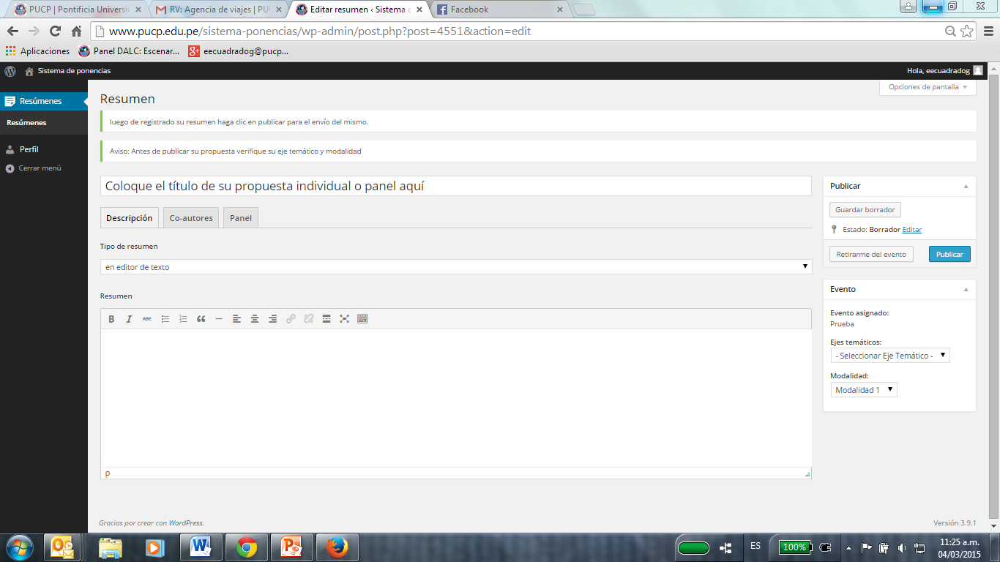 PUCP | Pontificia Universi
RV: Agencia de viajes | PU
Editar resumen ‹ Sistema d
Facebook
www.pucp.edu.pe/sistema-ponencias/wp-admin/post.php?post=4551&action=edit
Aplicaciones
Panel DALC: Escenar...
eecuadradog@pucp...
Sistema de ponencias
Hola, eecuadradog
Opciones de pantalla
Resúmenes
Resúmenes
Perfil
Cerrar menú
Resumen
luego de registrado su resumen haga clic en publicar para el envío del mismo.
Aviso: Antes de publicar su propuesta verifique su eje temático y modalidad
Coloque el título de su propuesta individual o panel aquí
Descripción
Co-autores
Panel
Tipo de resumen
en editor de texto
Resumen
B I ABC
p
Publicar
Guardar borrador
Estado: Borrador Editar
Retirarme del evento
Publicar
Evento
Evento asignado:
Prueba
Ejes temáticos:
- Seleccionar Eje Temático -
Modalidad:
Modalidad 1
Gracias por crear con WordPress.
Versión 3.9.1
ES
100%
11:25 a.m.
04/03/2015